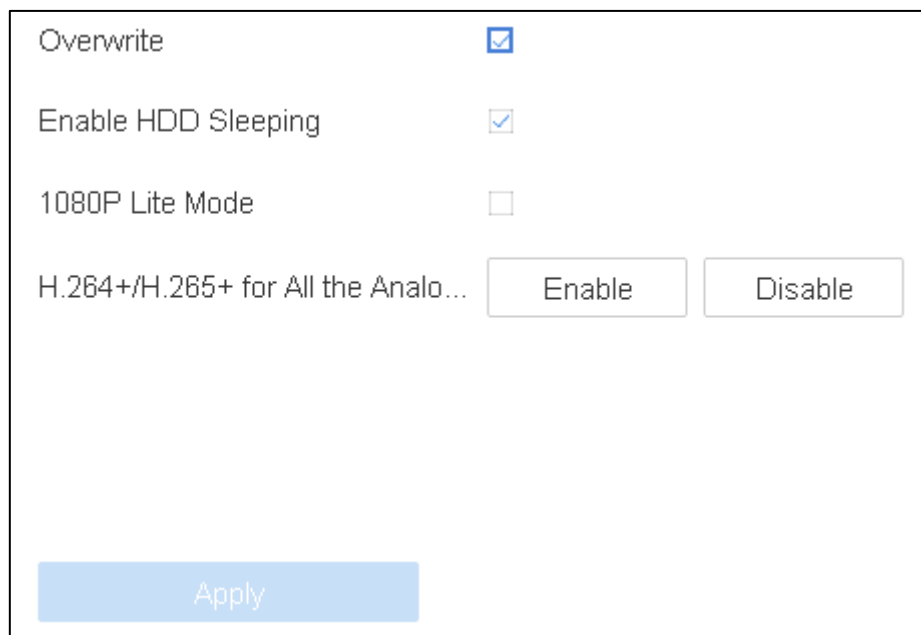 Overwrite
Enable HDD Sleeping
1080P Lite Mode
H.264+/H.265+ for All the Analo... Enable Disable
Apply